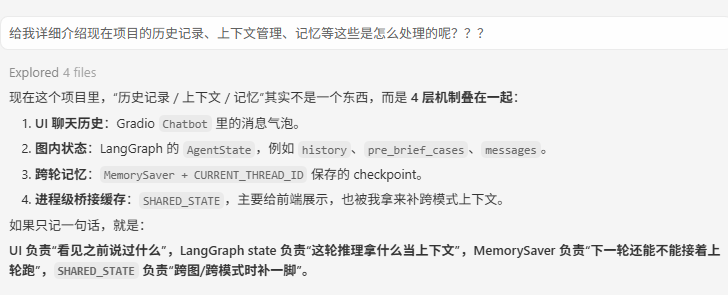 给我详细介绍现在项目的历史记录、上下文管理、记忆等这些是怎么处理的呢？？？
Explored 4 files
现在这个项目里，“历史记录 / 上下文 / 记忆”其实不是一个东西，而是 4 层机制叠在一起：
1. UI 聊天历史：Gradio Chatbot 里的消息气泡。
2. 图内状态：LangGraph 的 AgentState，例如 history、pre_brief_cases、messages。
3. 跨轮记忆：MemorySaver + CURRENT_THREAD_ID 保存的 checkpoint。
4. 进程级桥接缓存：SHARED_STATE，主要给前端展示，也被我拿来补跨模式上下文。
如果只记一句话，就是：
UI 负责“看见之前说过什么”，LangGraph state 负责“这轮推理拿什么当上下文”，MemorySaver 负责“下一轮还能不能接着上
轮跑”，SHARED_STATE 负责“跨图/跨模式时补一脚”。